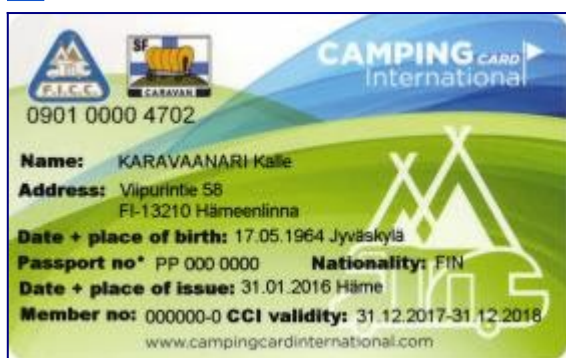 F.I.C.C.
SF
CARAVAN
CAMPING CARD
International
0901 0000 4702
Name: KARAVAANARI Kalle
Address: Viipurintie 58
FI-13210 Hämeenlinna
Date + place of birth: 17.05.1964 Jyväskylä
Passport no* PP 000 0000 Nationality: FIN
Date + place of issue: 31.01.2016 Häme
Member no: 000000-0 CCI validity: 31.12.2017-31.12.2018
www.campingcardinternational.com